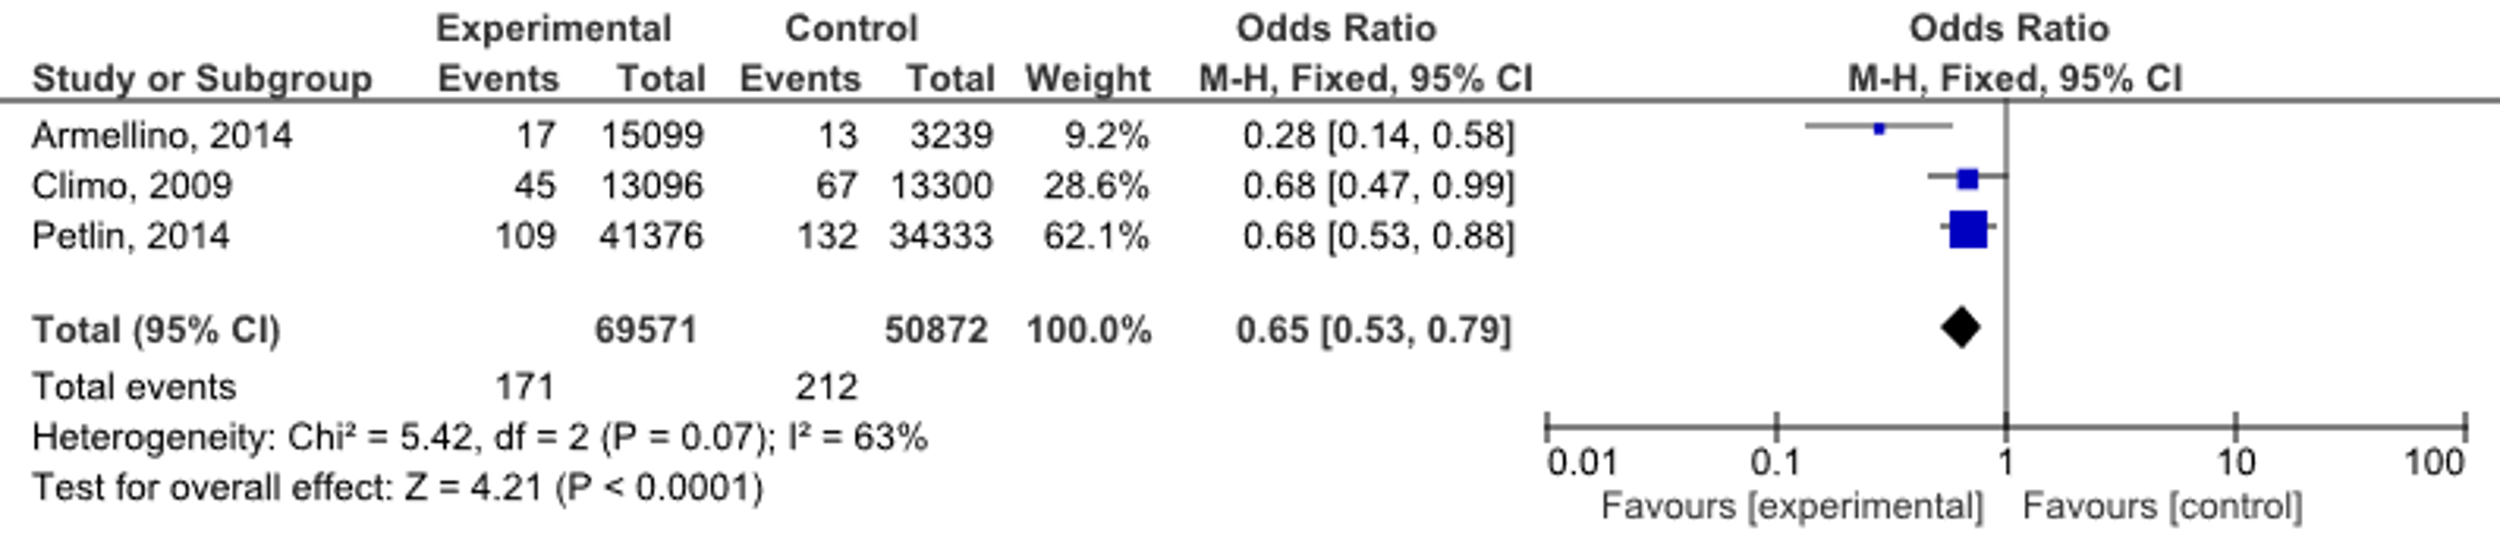 Experimental Control Odds Ratio Odds Ratio
Study or Subgroup Events Total Events Total Weight M-H, Fixed, 95% CI M-H, Fixed, 95% CI
Armellino, 2014 17 15099 13 3239 9.2% 0.28 [0.14, 0.58]
Climo, 2009 45 13096 67 13300 28.6% 0.68 [0.47, 0.99]
Petlin, 2014 109 41376 132 34333 62.1% 0.68 [0.53, 0.88]
Total (95% CI) 69571 50872 100.0% 0.65 [0.53, 0.79]
Total events 171 212
Heterogeneity: Chi² = 5.42, df = 2 (P = 0.07); I² = 63%
Test for overall effect: Z = 4.21 (P < 0.0001)
0.01 0.1 1 10 100
Favours [experimental] Favours [control]